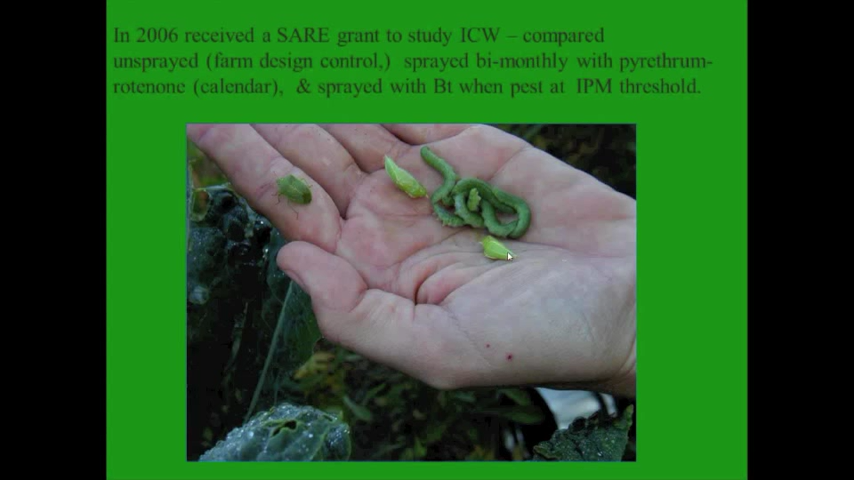 In 2006 received a SARE grant to study ICW – compared
unsprayed (farm design control,)  sprayed bi-monthly with pyrethrum-
rotenone (calendar),  & sprayed with Bt when pest at  IPM threshold.